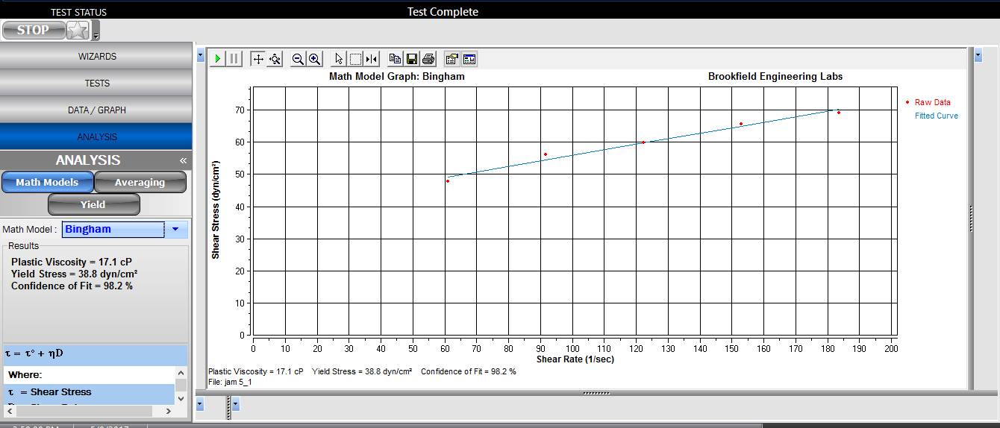 TEST STATUS
Test Complete
STOP
WIZARDS
TESTS
DATA / GRAPH
ANALYSIS
ANALYSIS «
Math Models Averaging
Yield
Math Model : Bingham
Results
Plastic Viscosity = 17.1 cP
Yield Stress = 38.8 dyn/cm²
Confidence of Fit = 98.2 %
τ = τ° + ηD
Where:
τ = Shear Stress
Math Model Graph: Bingham
Brookfield Engineering Labs
Raw Data
Fitted Curve
Shear Stress (dyn/cm²)
70
60
50
40
30
20
10
0
0 10 20 30 40 50 60 70 80 90 100 110 120 130 140 150 160 170 180 190 200
Shear Rate (1/sec)
Plastic Viscosity = 17.1 cP Yield Stress = 38.8 dyn/cm² Confidence of Fit = 98.2 %
File: jam 5_1